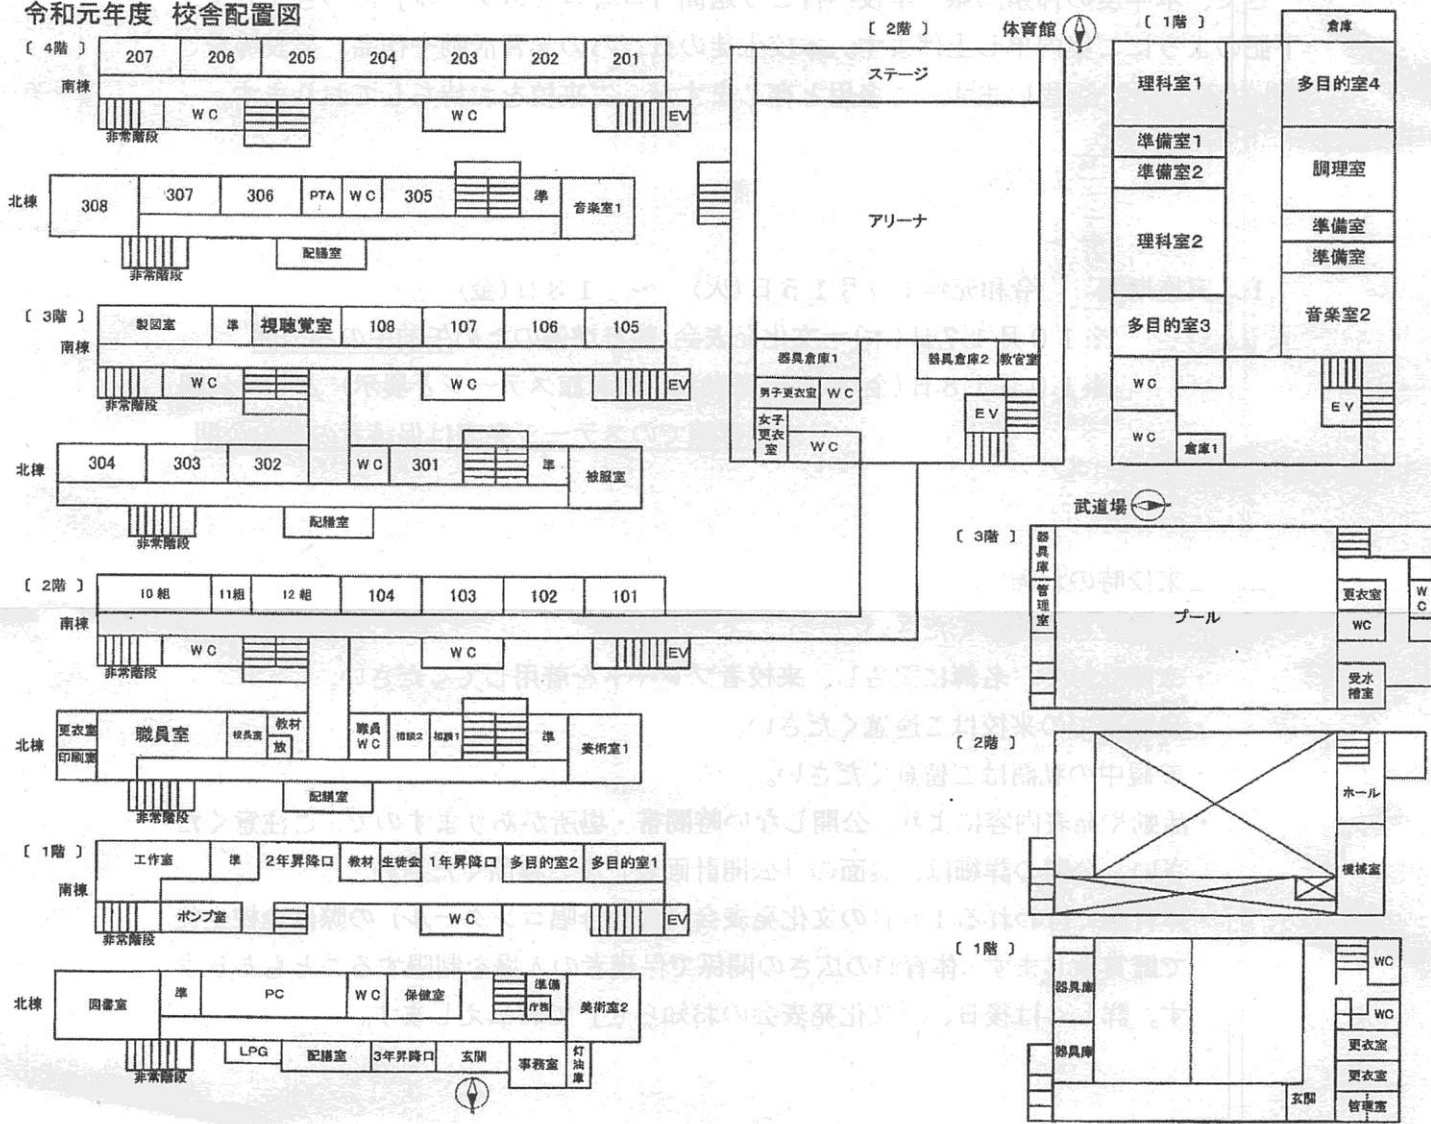 令和元年度 校舎配置図
〔 4階 〕
207 206 205 204 203 202 201
南棟
WC WC EV
非常階段
北棟
308 307 306 PTA WC 305 準 音楽室1
配膳室
非常階段
〔 3階 〕
製図室 準 視聴覚室 108 107 106 105
南棟
WC WC EV
非常階段
北棟
304 303 302 WC 301 準 被服室
配膳室
非常階段
〔 2階 〕
10組 11組 12組 104 103 102 101
南棟
WC WC EV
非常階段
北棟
更衣室 職員室 校長室 教材 職員WC 相談2 相談1 準 美術室1
印刷室 放
配膳室
非常階段
〔 1階 〕
工作室 準 2年昇降口 教材 生徒会 1年昇降口 多目的室2 多目的室1
南棟
ポンプ室 WC EV
非常階段
北棟
図書室 準 PC WC 保健室 準備 美術室2
LPG 配膳室 3年昇降口 玄関 事務室 灯油庫
非常階段
体育館
〔 2階 〕
ステージ
アリーナ
器具倉庫1 器具倉庫2 教官室
男子更衣室 WC
女子更衣室 WC
EV
〔 1階 〕
倉庫
理科室1 多目的室4
準備室1
準備室2 調理室
理科室2 準備室
準備室
多目的室3 音楽室2
WC
EV
WC 倉庫1
武道場
〔 3階 〕
器具庫
管理室
プール
更衣室
WC
WC
受水槽室
〔 2階 〕
ホール
機械室
〔 1階 〕
器具庫 WC
WC
器具庫 更衣室
更衣室
玄関 管理室